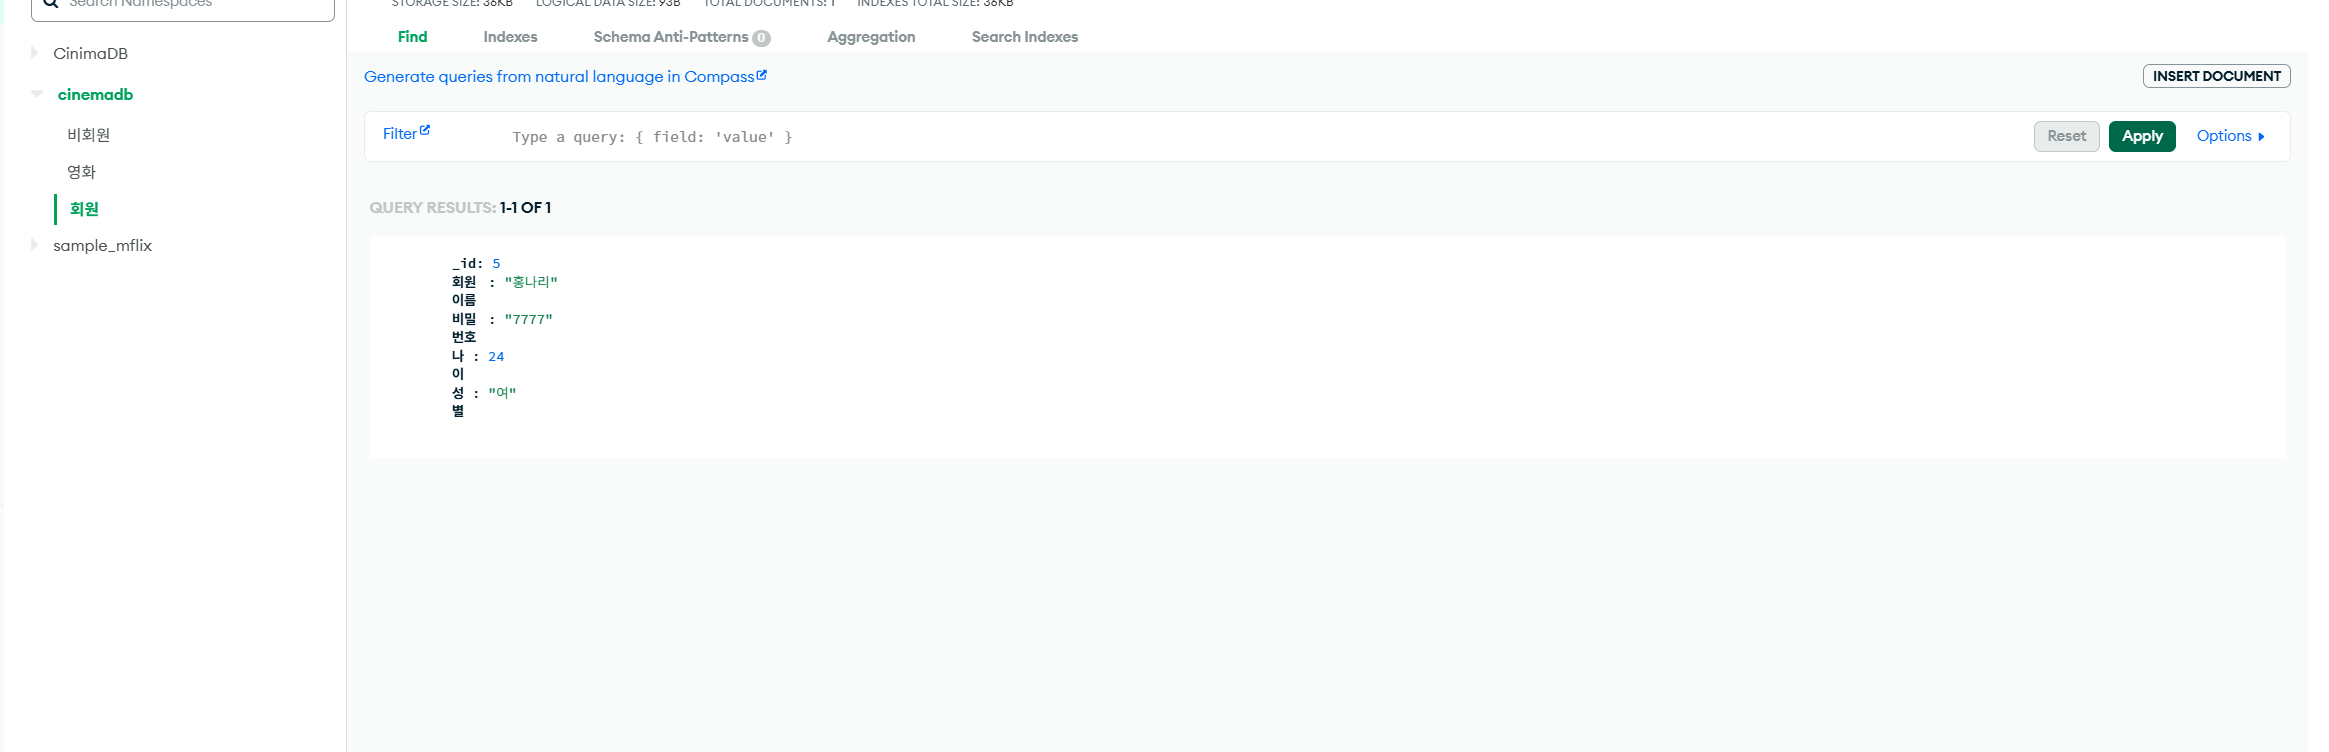 Search Namespaces
STORAGE SIZE: 36KB LOGICAL DATA SIZE: 93B TOTAL DOCUMENTS: 1 INDEXES TOTAL SIZE: 36KB
Find Indexes Schema Anti-Patterns 0 Aggregation Search Indexes
CinimaDB
cinemadb
비회원
영화
회원
sample_mflix
Generate queries from natural language in Compass
INSERT DOCUMENT
Filter Type a query: { field: 'value' } Reset Apply Options
QUERY RESULTS: 1-1 OF 1
_id: 5
회원 : "홍나리"
이름
비밀 : "7777"
번호
나 : 24
이
성 : "여"
별